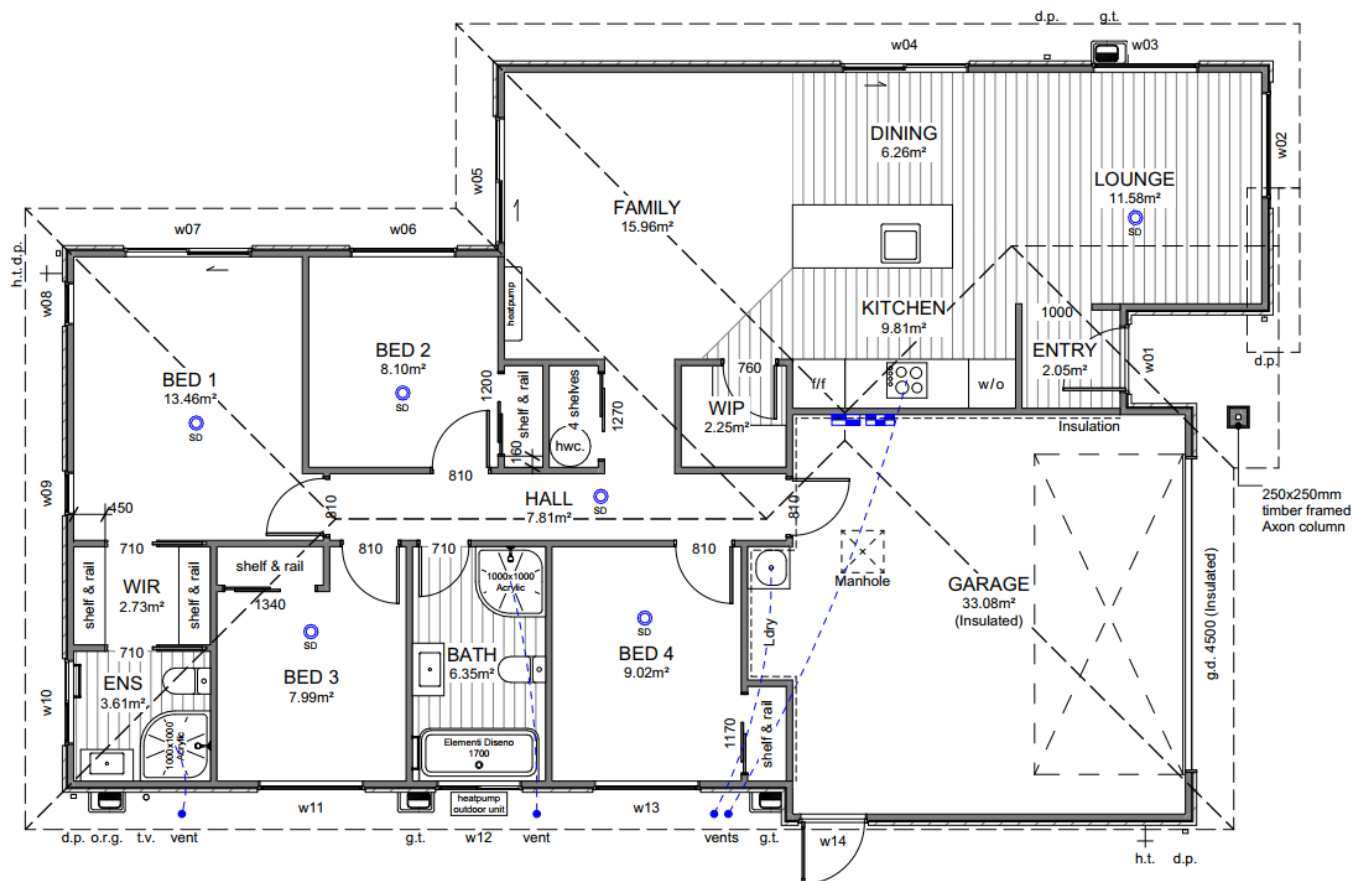 d.p.
g.t.
w04
w03
DINING
6.26m²
w02
LOUNGE
11.58m²
SD
w05
FAMILY
15.96m²
w07
w06
h.t.
d.p.
w08
heatpump
KITCHEN
9.81m²
1000
BED 2
8.10m²
SD
BED 1
13.46m²
SD
1200
shelf & rail
4 shelves
1270
760
WIP
2.25m²
f/f
w/o
ENTRY
2.05m²
w01
d.p.
Insulation
160
hwc.
w09
450
810
HALL
7.81m²
SD
810
810
250x250mm
timber framed
Axon column
710
810
710
810
shelf & rail
WIR
2.73m²
shelf & rail
shelf & rail
1340
1000x1000
Acrylic
Manhole
GARAGE
33.08m²
(Insulated)
g.d. 4500 (Insulated)
SD
SD
Ldry
710
ENS
3.61m²
BED 3
7.99m²
BATH
6.35m²
BED 4
9.02m²
w10
1000x1000
Acrylic
Elementi Diseno
1700
1170
shelf & rail
w11
heatpump
outdoor unit
w13
d.p.
o.r.g.
t.v.
vent
g.t.
w12
vent
vents
g.t.
w14
h.t.
d.p.